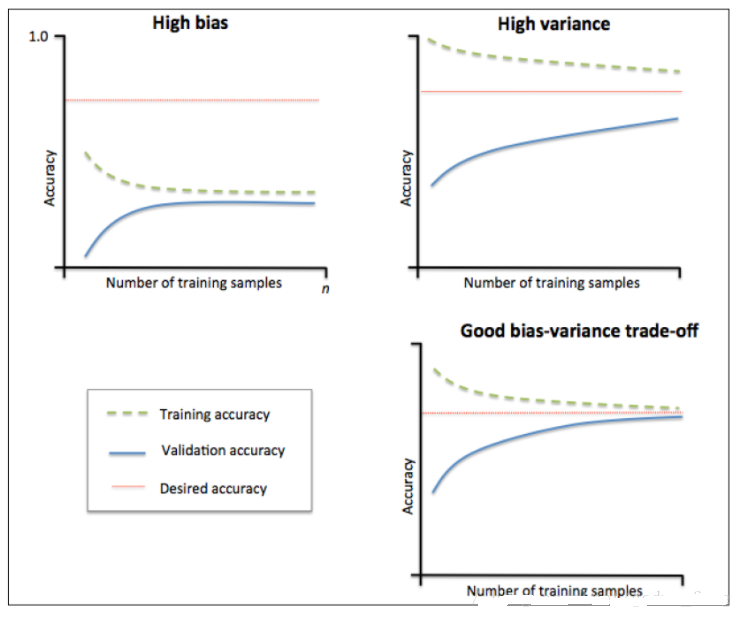 High bias
1.0
Accuracy
Number of training samples
n
High variance
Accuracy
Number of training samples
Good bias-variance trade-off
Accuracy
Number of training samples
Training accuracy
Validation accuracy
Desired accuracy